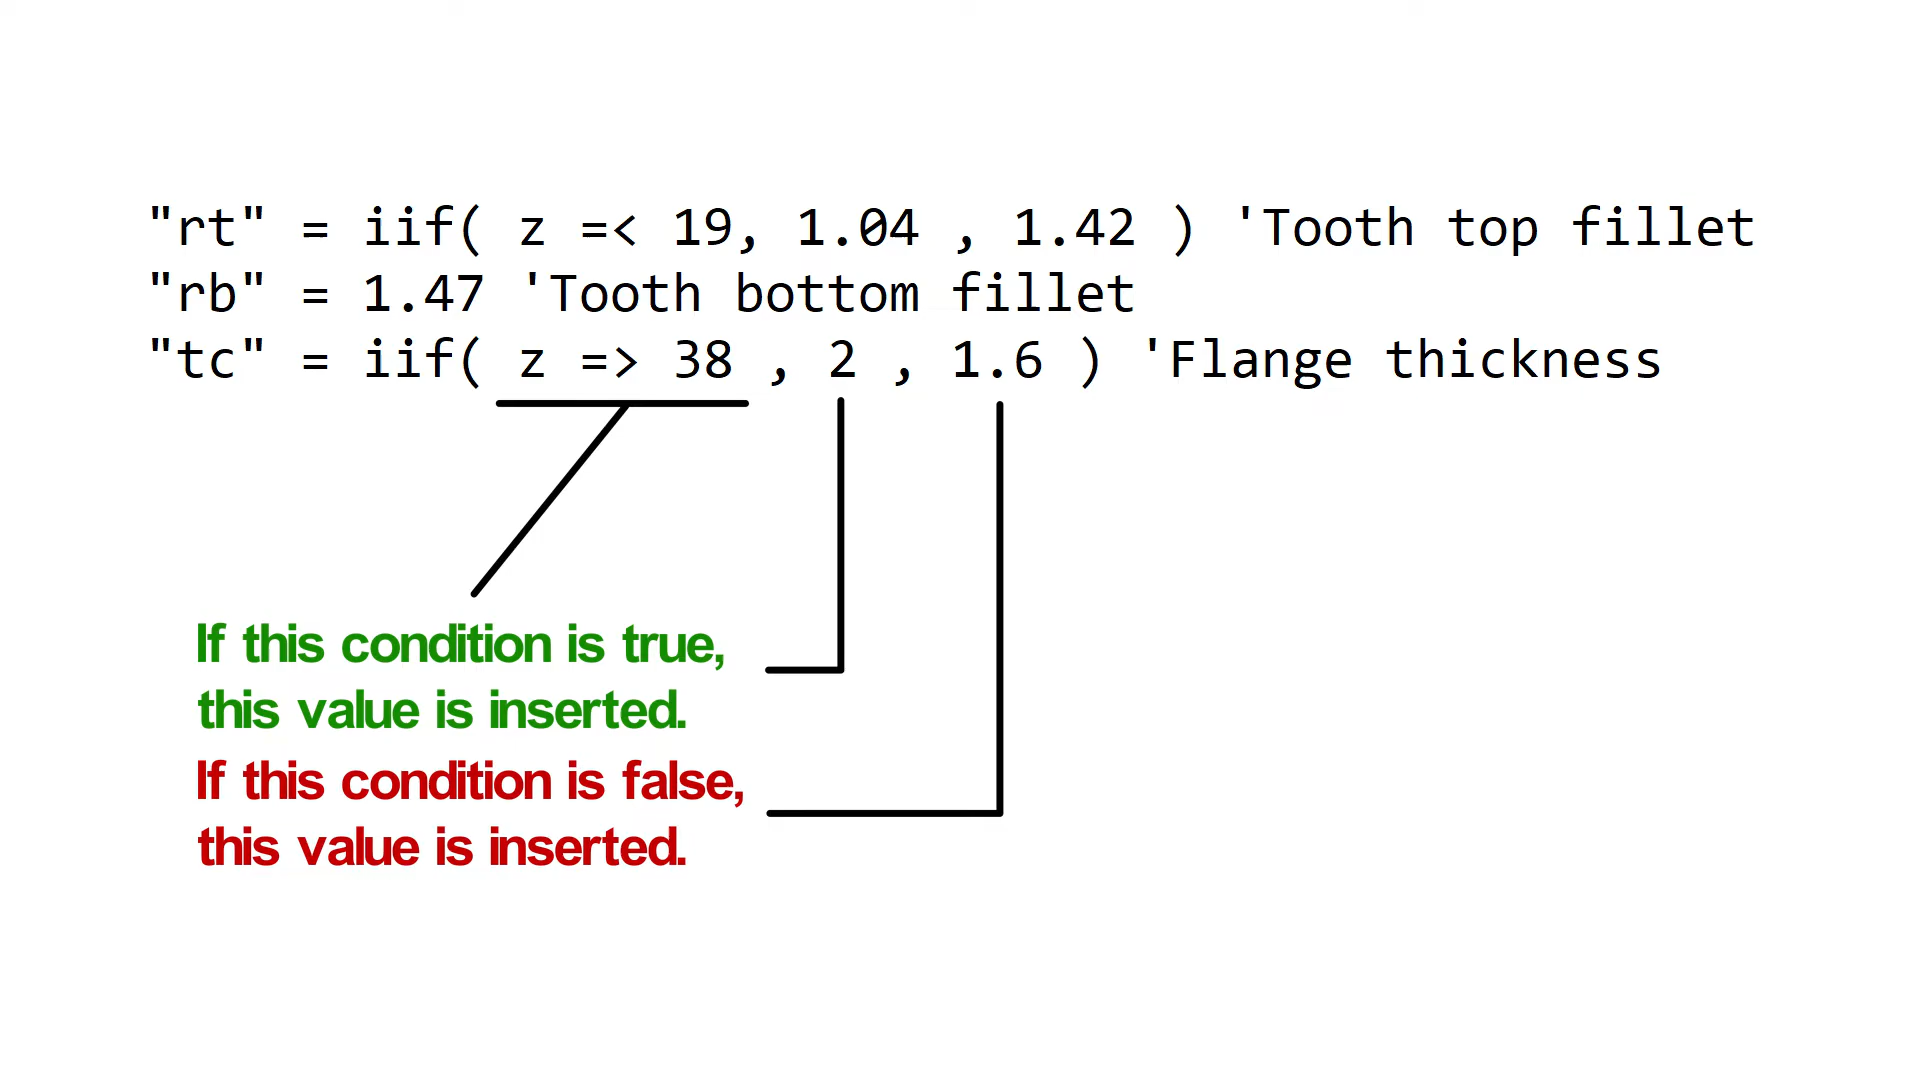 "rt" = iif( z =< 19, 1.04 , 1.42 ) 'Tooth top fillet
"rb" = 1.47 'Tooth bottom fillet
"tc" = iif( z => 38 , 2 , 1.6 ) 'Flange thickness
If this condition is true,
this value is inserted.
If this condition is false,
this value is inserted.